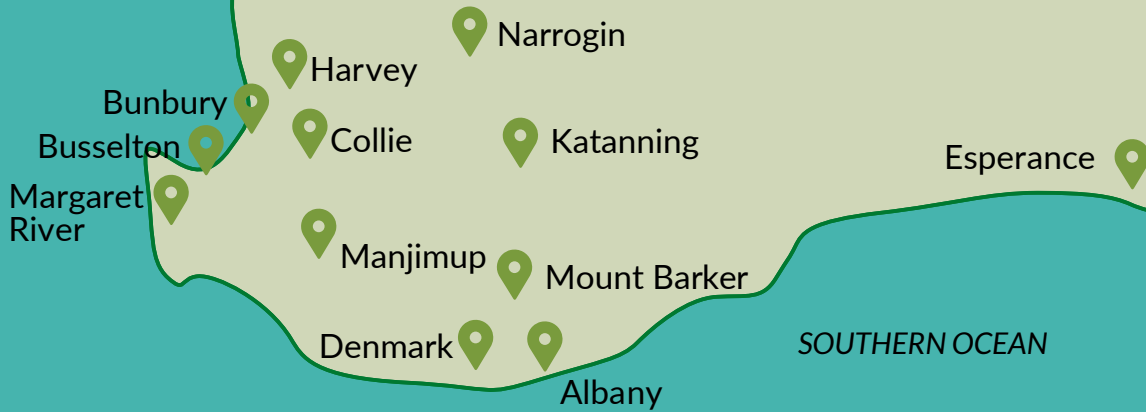 Narrogin
Harvey
Bunbury
Busselton
Collie
Katanning
Esperance
Margaret
River
Manjimup
Mount Barker
Denmark
SOUTHERN OCEAN
Albany